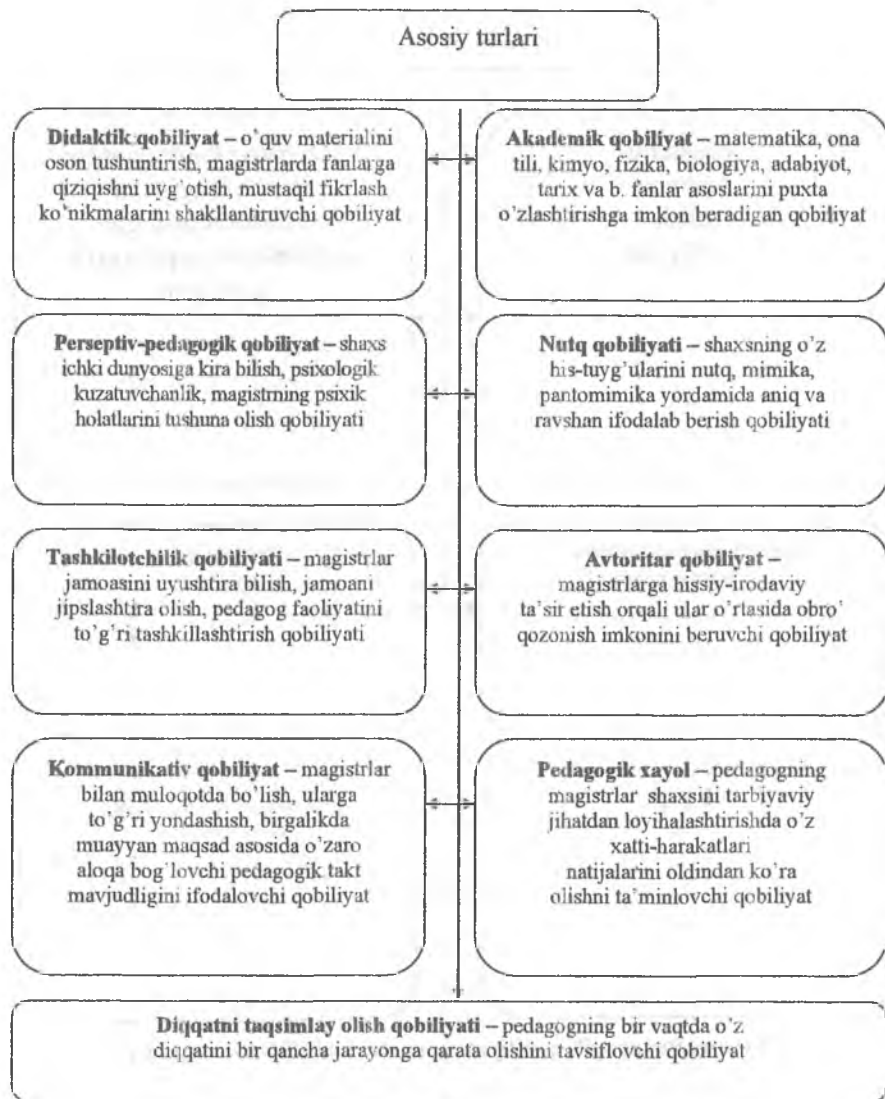 Asosiy turlari
Didaktik qobiliyat – o'quv materialini
oson tushuntirish, magistrlarda fanlarga
qiziqishni uyg`otish, mustaqil fikrlash
ko'nikmalarini shakllantiruvchi qobiliyat
Akademik qobiliyat – matematika, ona
tili, kimyo, fizika, biologiya, adabiyot,
tarix va b. fanlar asoslarini puxta
o'zlashtirishga imkon beradigan qobiliyat
Perseptiv-pedagogik qobiliyat – shaxs
ichki dunyosiga kira bilish, psixologik
kuzatuvchanlik, magistrning psixik
holatlarini tushuna olish qobiliyati
Nutq qobiliyati – shaxsning o'z
his-tuyg'ularini nutq, mimika,
pantomimika yordamida aniq va
ravshan ifodalab berish qobiliyati
Tashkilotchilik qobiliyati – magistrlar
jamoasini uyushtira bilish, jamoani
jipslashtira olish, pedagog faoliyatini
to'g'ri tashkillashtirish qobiliyati
Avtoritar qobiliyat –
magistrlarga hissiy-irodaviy
ta'sir etish orqali ular o'rtasida obro'
qozonish imkonini beruvchi qobiliyat
Kommunikativ qobiliyat – magistrlar
bilan muloqotda bo'lish, ularga
to'g'ri yondashish, birgalikda
muayyan maqsad asosida o'zaro
aloqa bog`lovchi pedagogik takt
mavjudligini ifodalovchi qobiliyat
Pedagogik xayol – pedagogning
magistrlar shaxsini tarbiyaviy
jihatdan loyihalashtirishda o'z
xatti-harakatlari
natijalarini oldindan ko'ra
olishni ta'minlovchi qobiliyat
Diqqatni taqsimlay olish qobiliyati – pedagogning bir vaqtda o'z
diqqatini bir qancha jarayonga qarata olishini tavsiflovchi qobiliyat